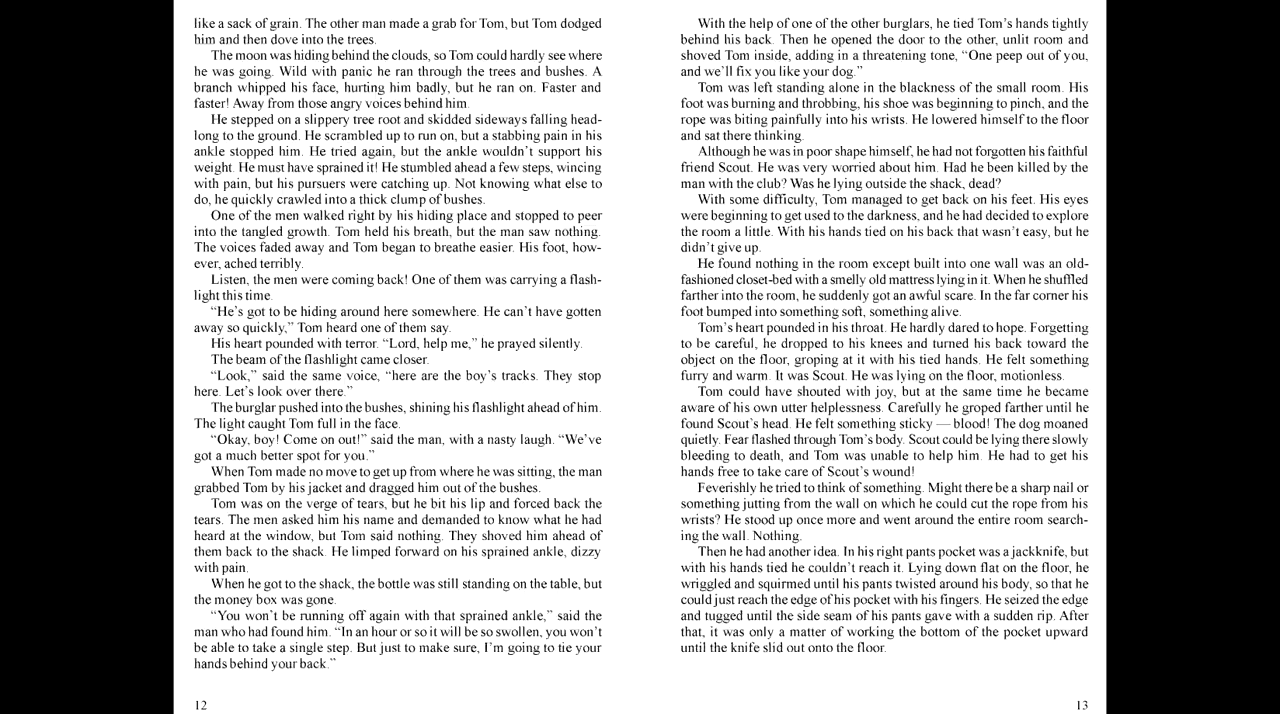 like a sack of grain. The other man made a grab for Tom, but Tom dodged
him and then dove into the trees.
The moon was hiding behind the clouds, so Tom could hardly see where
he was going. Wild with panic he ran through the trees and bushes. A
branch whipped his face, hurting him badly, but he ran on. Faster and
faster! Away from those angry voices behind him.
He stepped on a slippery tree root and skidded sideways falling head-
long to the ground. He scrambled up to run on, but a stabbing pain in his
ankle stopped him. He tried again, but the ankle wouldn't support his
weight. He must have sprained it! He stumbled ahead a few steps, wincing
with pain, but his pursuers were catching up. Not knowing what else to
do, he quickly crawled into a thick clump of bushes.
One of the men walked right by his hiding place and stopped to peer
into the tangled growth. Tom held his breath, but the man saw nothing.
The voices faded away and Tom began to breathe easier. His foot, how-
ever, ached terribly.
Listen, the men were coming back! One of them was carrying a flash-
light this time.
“He's got to be hiding around here somewhere. He can't have gotten
away so quickly,” Tom heard one of them say.
His heart pounded with terror. “Lord, help me,” he prayed silently.
The beam of the flashlight came closer.
“Look,” said the same voice, “here are the boy's tracks. They stop
here. Let's look over there.”
The burglar pushed into the bushes, shining his flashlight ahead of him.
The light caught Tom full in the face.
“Okay, boy! Come on out!” said the man, with a nasty laugh. “We've
got a much better spot for you.”
When Tom made no move to get up from where he was sitting, the man
grabbed Tom by his jacket and dragged him out of the bushes.
Tom was on the verge of tears, but he bit his lip and forced back the
tears. The men asked him his name and demanded to know what he had
heard at the window, but Tom said nothing. They shoved him ahead of
them back to the shack. He limped forward on his sprained ankle, dizzy
with pain.
When he got to the shack, the bottle was still standing on the table, but
the money box was gone.
“You won't be running off again with that sprained ankle,” said the
man who had found him. “In an hour or so it will be so swollen, you won't
be able to take a single step. But just to make sure, I'm going to tie your
hands behind your back.”
12
With the help of one of the other burglars, he tied Tom's hands tightly
behind his back. Then he opened the door to the other, unlit room and
shoved Tom inside, adding in a threatening tone, “One peep out of you,
and we'll fix you like your dog.”
Tom was left standing alone in the blackness of the small room. His
foot was burning and throbbing, his shoe was beginning to pinch, and the
rope was biting painfully into his wrists. He lowered himself to the floor
and sat there thinking.
Although he was in poor shape himself, he had not forgotten his faithful
friend Scout. He was very worried about him. Had he been killed by the
man with the club? Was he lying outside the shack, dead?
With some difficulty, Tom managed to get back on his feet. His eyes
were beginning to get used to the darkness, and he had decided to explore
the room a little. With his hands tied on his back that wasn't easy, but he
didn't give up.
He found nothing in the room except built into one wall was an old-
fashioned closet-bed with a smelly old mattress lying in it. When he shuffled
farther into the room, he suddenly got an awful scare. In the far corner his
foot bumped into something soft, something alive.
Tom's heart pounded in his throat. He hardly dared to hope. Forgetting
to be careful, he dropped to his knees and turned his back toward the
object on the floor, groping at it with his tied hands. He felt something
furry and warm. It was Scout. He was lying on the floor, motionless.
Tom could have shouted with joy, but at the same time he became
aware of his own utter helplessness. Carefully he groped farther until he
found Scout's head. He felt something sticky — blood! The dog moaned
quietly. Fear flashed through Tom's body. Scout could be lying there slowly
bleeding to death, and Tom was unable to help him. He had to get his
hands free to take care of Scout's wound!
Feverishly he tried to think of something. Might there be a sharp nail or
something jutting from the wall on which he could cut the rope from his
wrists? He stood up once more and went around the entire room search-
ing the wall. Nothing.
Then he had another idea. In his right pants pocket was a jackknife, but
with his hands tied he couldn't reach it. Lying down flat on the floor, he
wriggled and squirmed until his pants twisted around his body, so that he
could just reach the edge of his pocket with his fingers. He seized the edge
and tugged until the side seam of his pants gave with a sudden rip. After
that, it was only a matter of working the bottom of the pocket upward
until the knife slid out onto the floor.
13